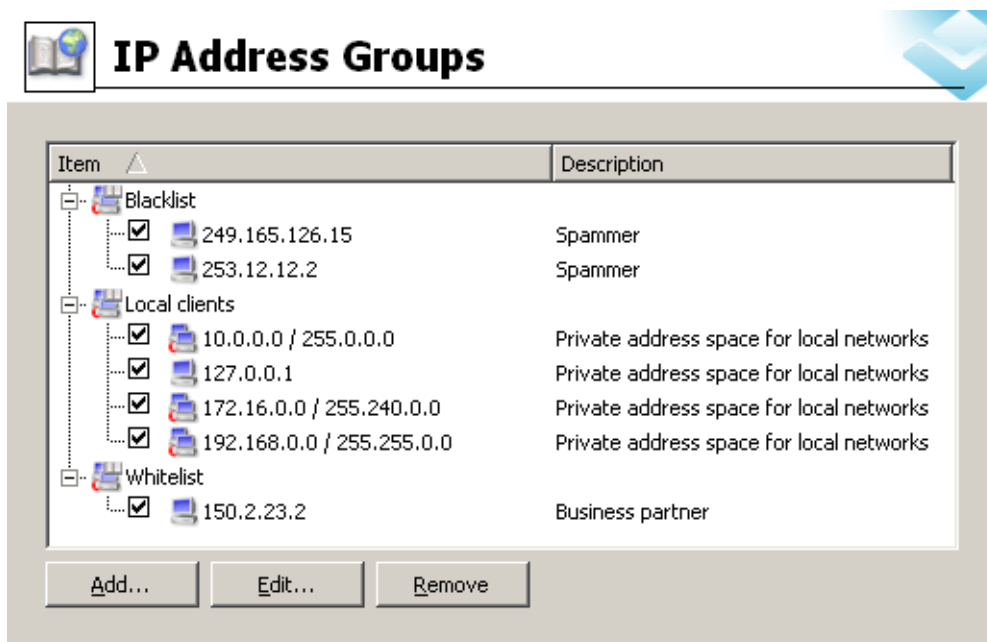 IP Address Groups
Item Description
Blacklist
249.165.126.15 Spammer
253.12.12.2 Spammer
Local clients
10.0.0.0 / 255.0.0.0 Private address space for local networks
127.0.0.1 Private address space for local networks
172.16.0.0 / 255.240.0.0 Private address space for local networks
192.168.0.0 / 255.255.0.0 Private address space for local networks
Whitelist
150.2.23.2 Business partner
Add... Edit... Remove